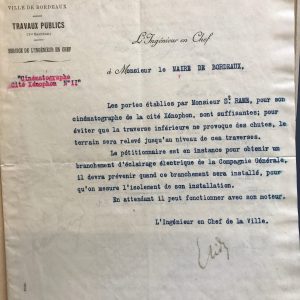 VILLE DE BORDEAUX
TRAVAUX PUBLICS
SERVICE DE L'INGÉNIEUR EN CHEF
"Cinématographe
Cité Xénophon N°II"
L'Ingénieur en Chef
à Monsieur le MAIRE DE BORDEAUX,
Les portes établies par Monsieur St RAME, pour son
cinématographe de la cité Xénophon, sont suffisantes; pour
éviter que la traverse inférieure ne provoque des chutes, le
terrain sera relevé jusqu'au niveau de ces traverses.
Le pétitionnaire est en instance pour obtenir un
branchement d'éclairage électrique de la Compagnie Générale,
il devra prévenir quand ce branchement sera installé, pour
qu'on mesure l'isolement de son installation.
En attendant il peut fonctionner avec son moteur.
L'Ingénieur en Chef de la Ville.